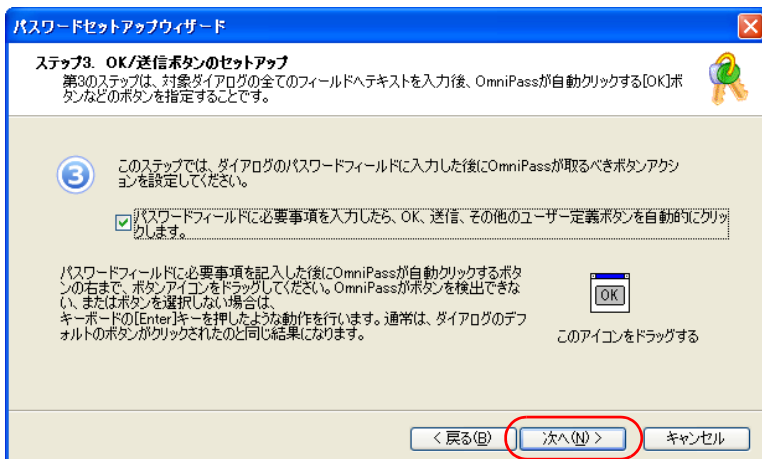 パスワードセットアップウィザード
ステップ3. OK/送信ボタンのセットアップ
第3のステップは、対象ダイアログの全てのフィールドへテキストを入力後、OmniPassが自動クリックする[OK]ボ
タンなどのボタンを指定することです。
3
このステップでは、ダイアログのパスワードフィールドに入力した後にOmniPassが取るべきボタンアクシ
ョンを設定してください。
パスワードフィールドに必要事項を入力したら、OK、送信、その他のユーザー定義ボタンを自動的にクリッ
クします。
パスワードフィールドに必要事項を記入した後にOmniPassが自動クリックするボタ
ンの右まで、ボタンアイコンをドラッグしてください。OmniPassがボタンを検出できな
い、またはボタンを選択しない場合は、
キーボードの[Enter]キーを押したような動作を行います。通常は、ダイアログのデフ
ォルトのボタンがクリックされたのと同じ結果になります。
OK
このアイコンをドラッグする
< 戻る(B)
次へ(N) >
キャンセル